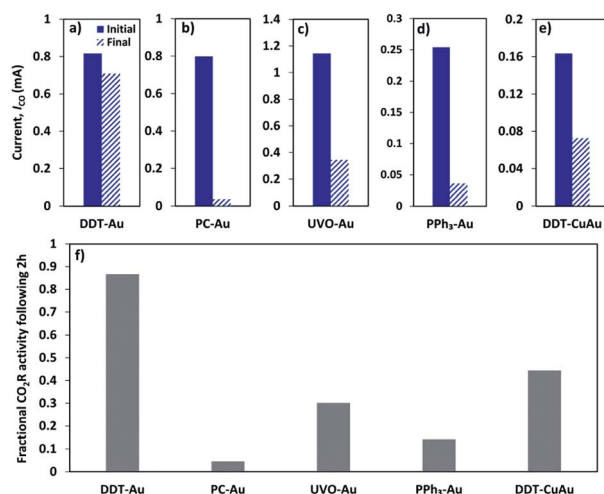 a) Initial Final
b)
c)
d)
e)
Current, I_CO (mA)
1 0.8 0.6 0.4 0.2 0
1 0.8 0.6 0.4 0.2 0
1.4 1.2 1 0.8 0.6 0.4 0.2 0
0.3 0.25 0.2 0.15 0.1 0.05 0
0.2 0.16 0.12 0.08 0.04 0
DDT-Au PC-Au UVO-Au PPh₃-Au DDT-CuAu
f)
Fractional CO₂R activity following 2h
1
0.9
0.8
0.7
0.6
0.5
0.4
0.3
0.2
0.1
0
DDT-Au PC-Au UVO-Au PPh₃-Au DDT-CuAu